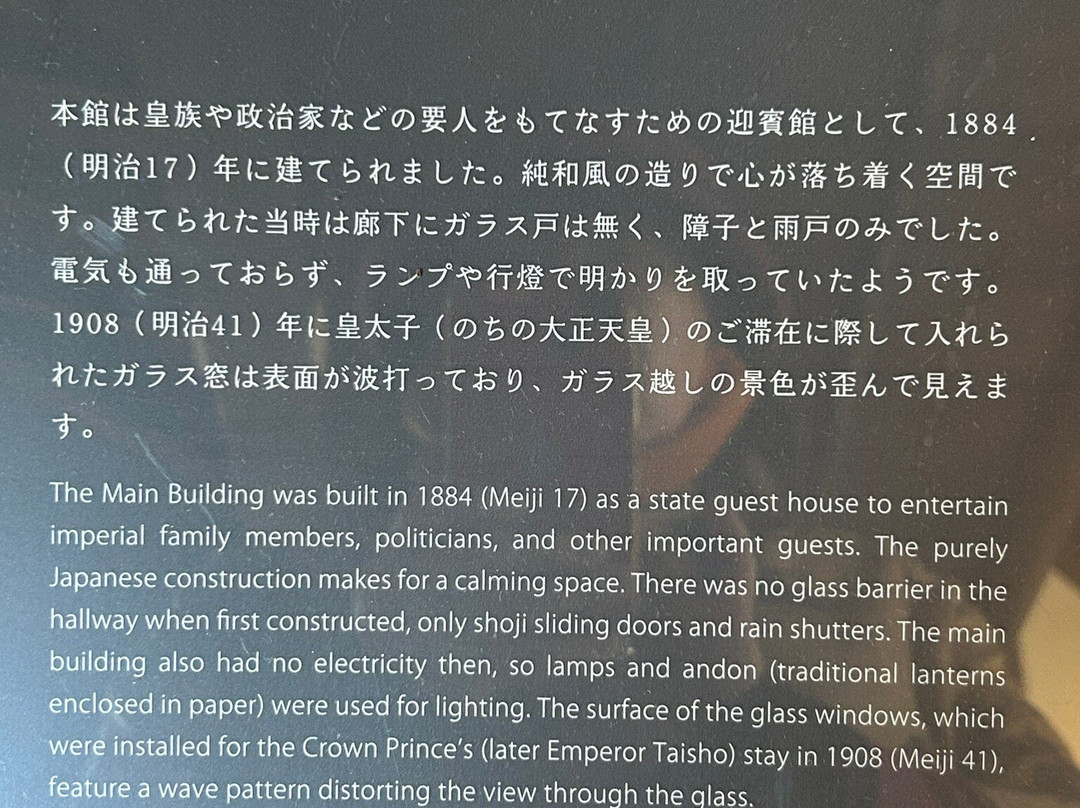 本館は皇族や政治家などの要人をもてなすための迎賓館として、1884
（明治17）年に建てられました。純和風の造りで心が落ち着く空間で
す。建てられた当時は廊下にガラス戸は無く、障子と雨戸のみでした。
電気も通っておらず、ランプや行燈で明かりを取っていたようです。
1908（明治41）年に皇太子（のちの大正天皇）のご滞在に際して入れら
れたガラス窓は表面が波打っており、ガラス越しの景色が歪んで見えま
す。
The Main Building was built in 1884 (Meiji 17) as a state guest house to entertain
imperial family members, politicians, and other important guests. The purely
Japanese construction makes for a calming space. There was no glass barrier in the
hallway when first constructed, only shoji sliding doors and rain shutters. The main
building also had no electricity then, so lamps and andon (traditional lanterns
enclosed in paper) were used for lighting. The surface of the glass windows, which
were installed for the Crown Prince's (later Emperor Taisho) stay in 1908 (Meiji 41),
feature a wave pattern distorting the view through the glass.